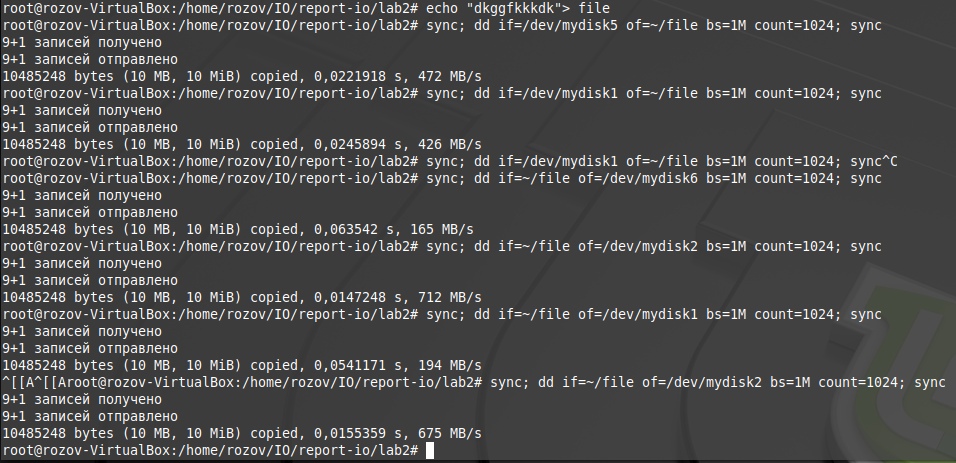 root@rozov-VirtualBox:/home/rozov/IO/report-io/lab2# echo "dkggfkkkdk"> file
root@rozov-VirtualBox:/home/rozov/IO/report-io/lab2# sync; dd if=/dev/mydisk5 of=~/file bs=1M count=1024; sync
9+1 записей получено
9+1 записей отправлено
10485248 bytes (10 MB, 10 MiB) copied, 0,0221918 s, 472 MB/s
root@rozov-VirtualBox:/home/rozov/IO/report-io/lab2# sync; dd if=/dev/mydisk1 of=~/file bs=1M count=1024; sync
9+1 записей получено
9+1 записей отправлено
10485248 bytes (10 MB, 10 MiB) copied, 0,0245894 s, 426 MB/s
root@rozov-VirtualBox:/home/rozov/IO/report-io/lab2# sync; dd if=/dev/mydisk1 of=~/file bs=1M count=1024; sync^C
root@rozov-VirtualBox:/home/rozov/IO/report-io/lab2# sync; dd if=~/file of=/dev/mydisk6 bs=1M count=1024; sync
9+1 записей получено
9+1 записей отправлено
10485248 bytes (10 MB, 10 MiB) copied, 0,063542 s, 165 MB/s
root@rozov-VirtualBox:/home/rozov/IO/report-io/lab2# sync; dd if=~/file of=/dev/mydisk2 bs=1M count=1024; sync
9+1 записей получено
9+1 записей отправлено
10485248 bytes (10 MB, 10 MiB) copied, 0,0147248 s, 712 MB/s
root@rozov-VirtualBox:/home/rozov/IO/report-io/lab2# sync; dd if=~/file of=/dev/mydisk1 bs=1M count=1024; sync
9+1 записей получено
9+1 записей отправлено
10485248 bytes (10 MB, 10 MiB) copied, 0,0541171 s, 194 MB/s
^[[A^[[Aroot@rozov-VirtualBox:/home/rozov/IO/report-io/lab2# sync; dd if=~/file of=/dev/mydisk2 bs=1M count=1024; sync
9+1 записей получено
9+1 записей отправлено
10485248 bytes (10 MB, 10 MiB) copied, 0,0155359 s, 675 MB/s
root@rozov-VirtualBox:/home/rozov/IO/report-io/lab2#